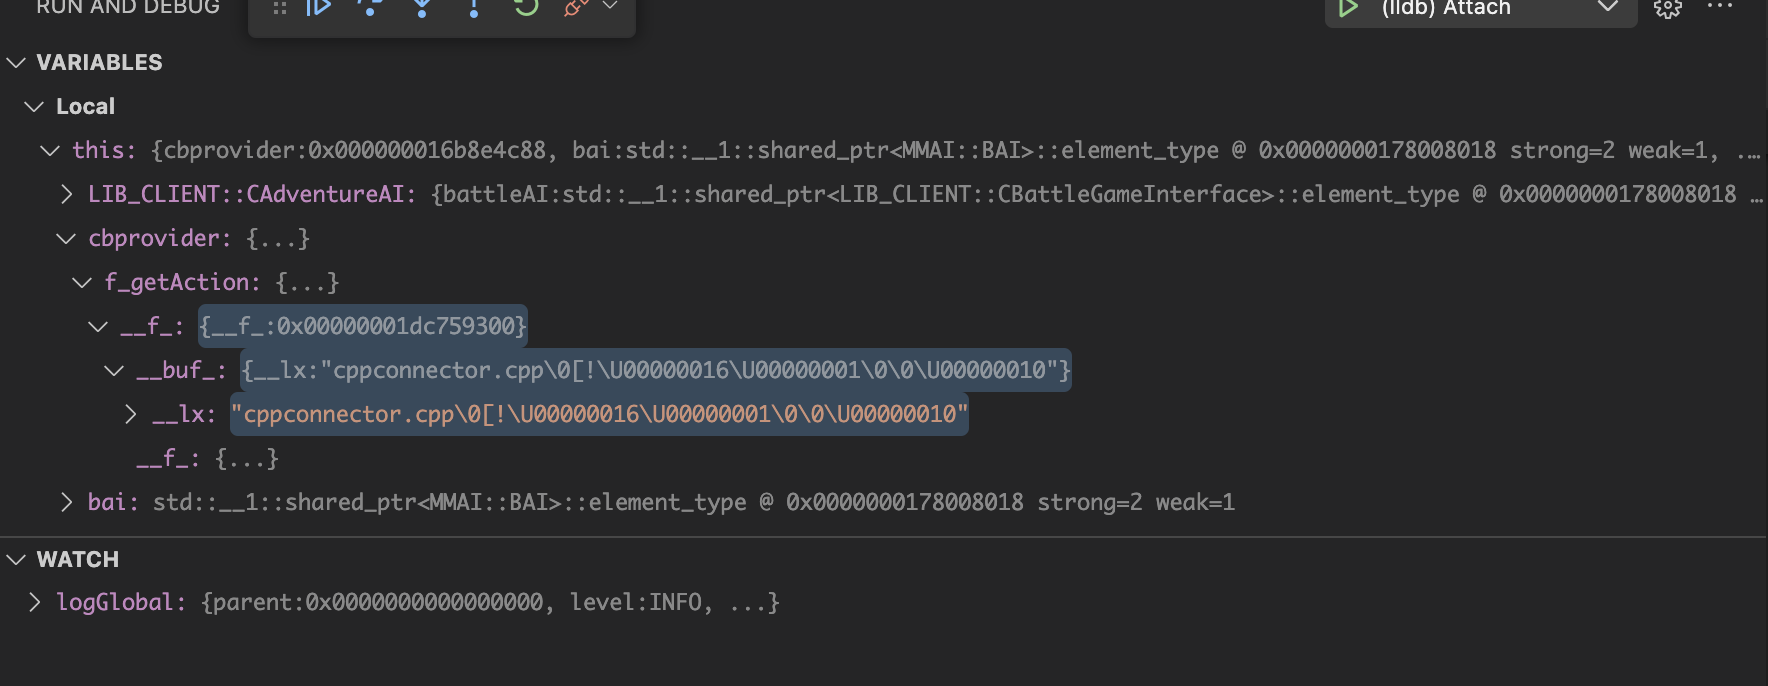 RUN AND DEBUG
(lldb) Attach
VARIABLES
Local
this: {cbprovider:0x000000016b8e4c88, bai:std::__1::shared_ptr<MMAI::BAI>::element_type @ 0x0000000178008018 strong=2 weak=1, ...
LIB_CLIENT::CAdventureAI: {battleAI:std::__1::shared_ptr<LIB_CLIENT::CBattleGameInterface>::element_type @ 0x0000000178008018 ...
cbprovider: {...}
f_getAction: {...}
__f_: {__f_:0x00000001dc759300}
__buf_: {__lx:"cppconnector.cpp\0[!\U00000016\U00000001\0\0\U00000010"}
__lx: "cppconnector.cpp\0[!\U00000016\U00000001\0\0\U00000010"
__f_: {...}
bai: std::__1::shared_ptr<MMAI::BAI>::element_type @ 0x0000000178008018 strong=2 weak=1
WATCH
logGlobal: {parent:0x0000000000000000, level:INFO, ...}